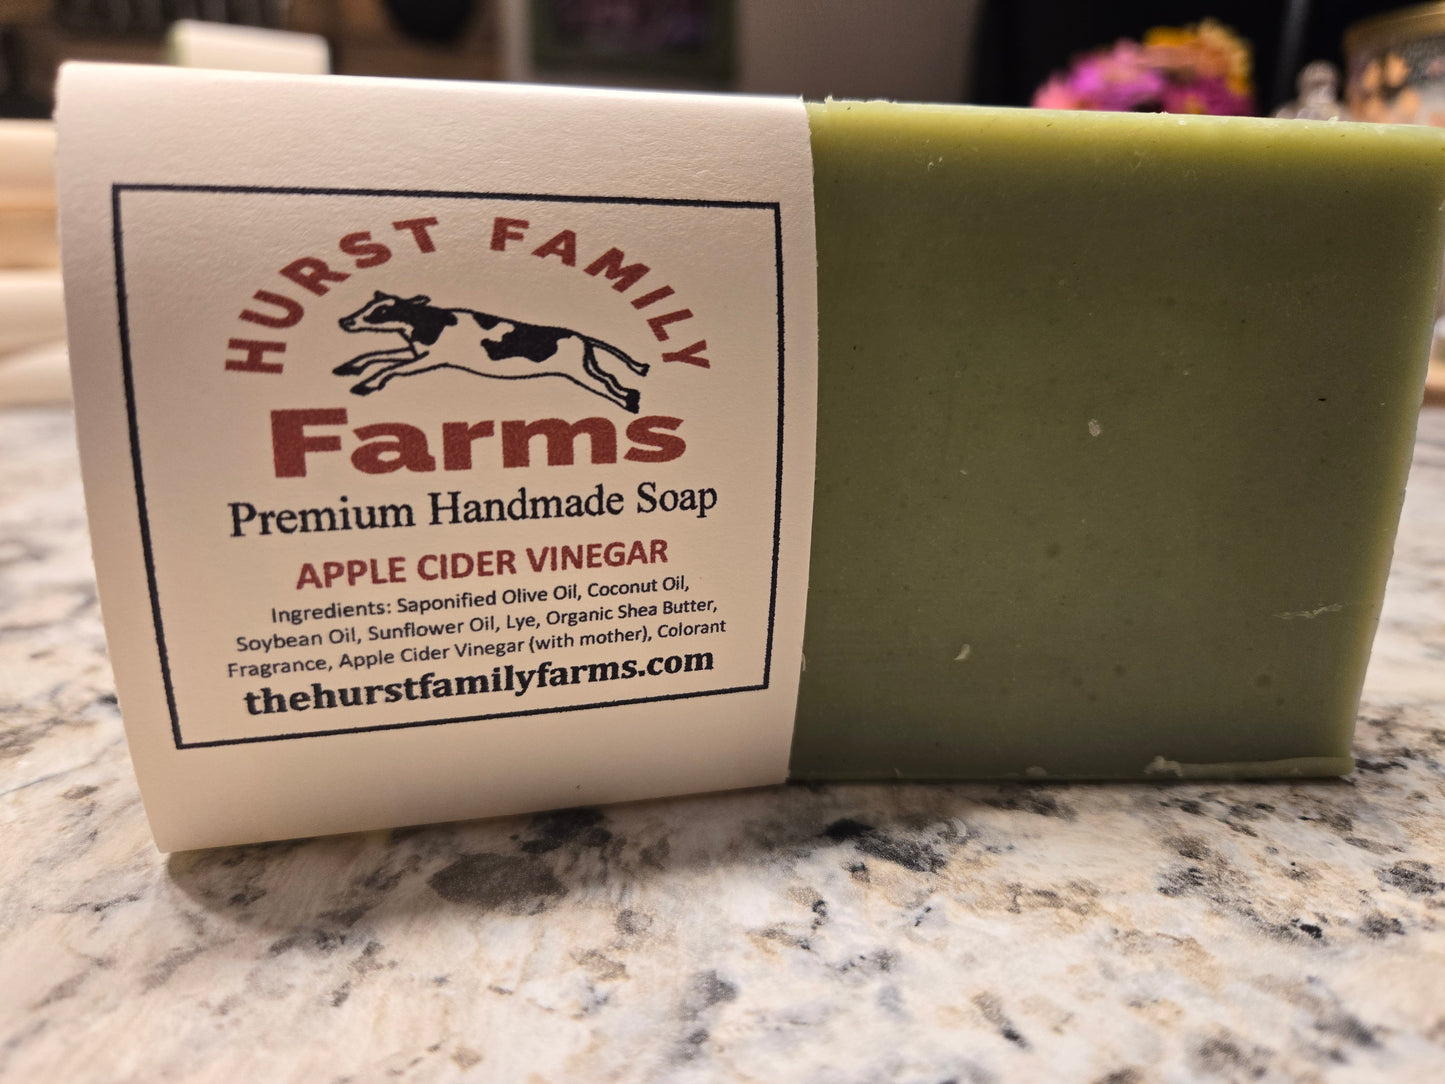 HURST FAMILY
Farms
Premium Handmade Soap
APPLE CIDER VINEGAR
Ingredients: Saponified Olive Oil, Coconut Oil,
Soybean Oil, Sunflower Oil, Lye, Organic Shea Butter,
Fragrance, Apple Cider Vinegar (with mother), Colorant
thehurstfamilyfarms.com